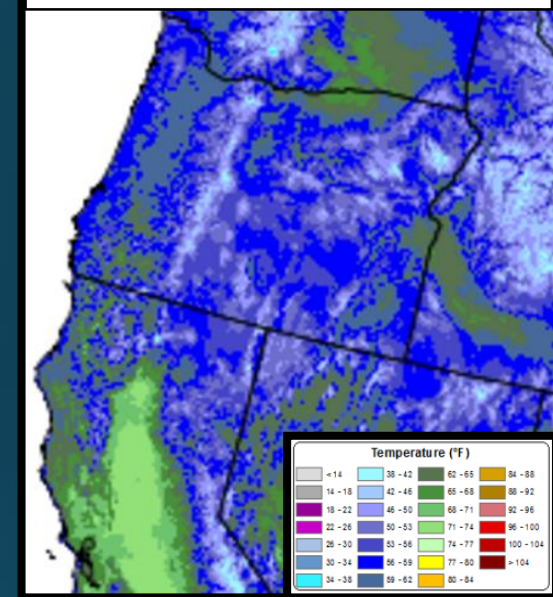 Temperature (°F)
< 14 38 - 42 62 - 65 84 - 88
14 - 18 42 - 46 65 - 68 88 - 92
18 - 22 46 - 50 68 - 71 92 - 96
22 - 26 50 - 53 71 - 74 96 - 100
26 - 30 53 - 56 74 - 77 100 - 104
30 - 34 56 - 59 77 - 80 > 104
34 - 38 59 - 62 80 - 84